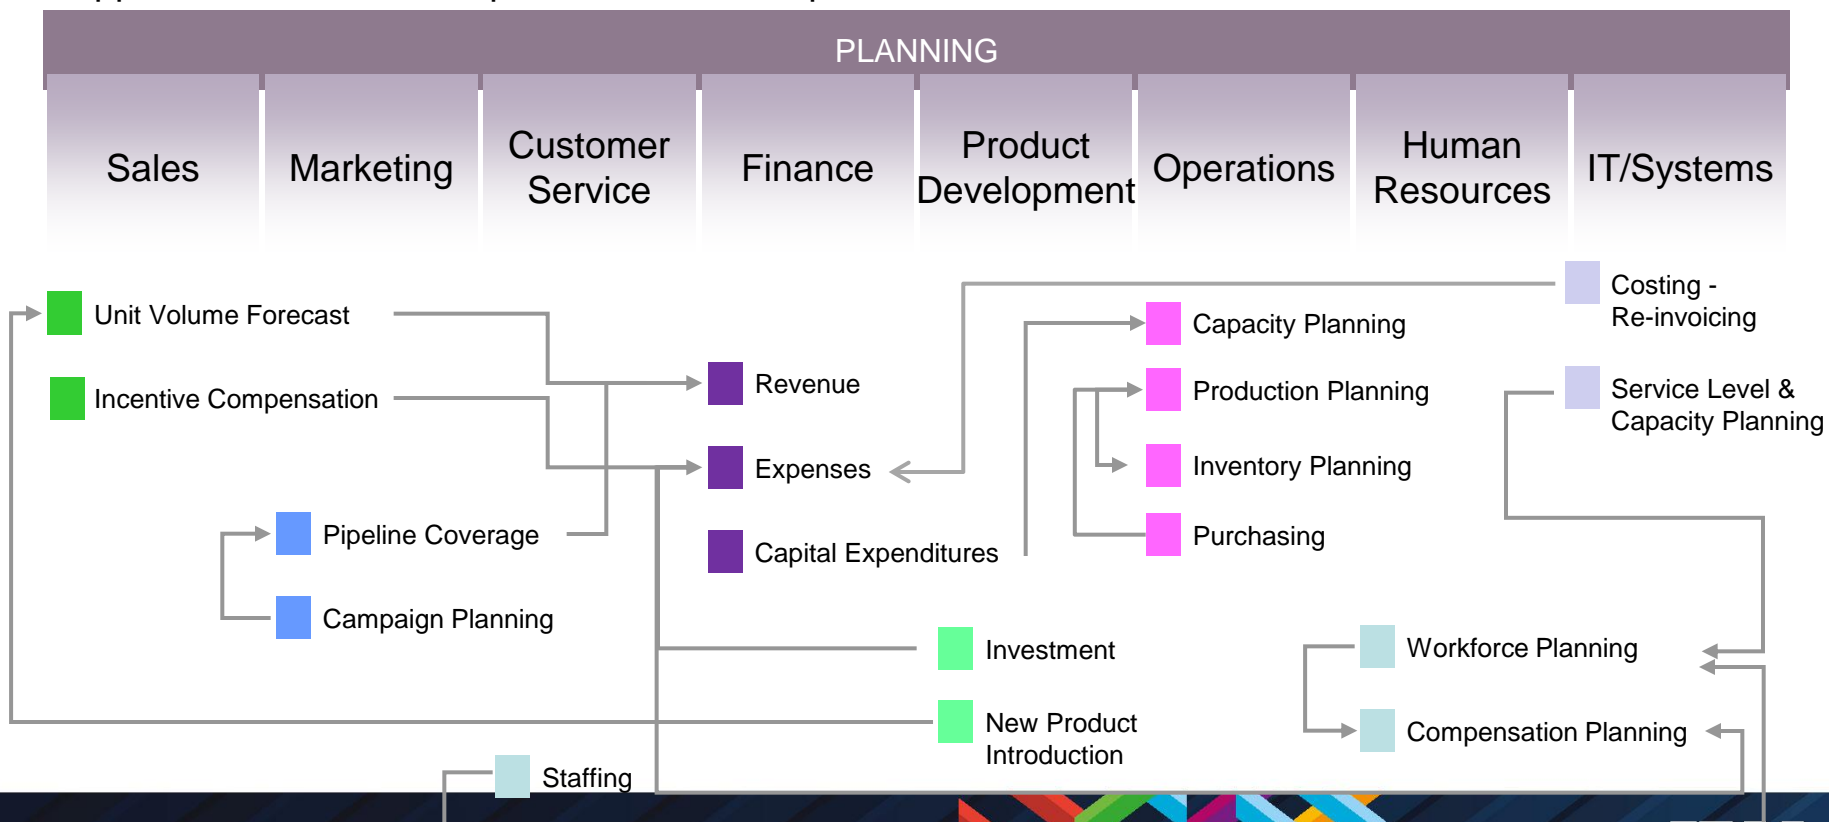 PLANNING
Sales
Marketing
Customer
Service
Finance
Product
Development
Operations
Human
Resources
IT/Systems
Unit Volume Forecast
Incentive Compensation
Pipeline Coverage
Campaign Planning
Staffing
Revenue
Expenses
Capital Expenditures
Investment
New Product
Introduction
Capacity Planning
Production Planning
Inventory Planning
Purchasing
Workforce Planning
Compensation Planning
Costing -
Re-invoicing
Service Level &
Capacity Planning